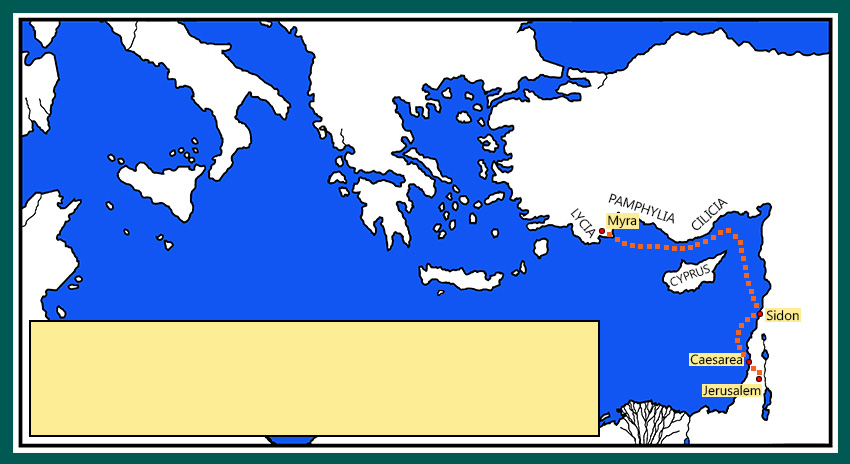 PAMPHYLIA
LYCIA
CILICIA
Myra
CYPRUS
Sidon
Caesarea
Jerusalem